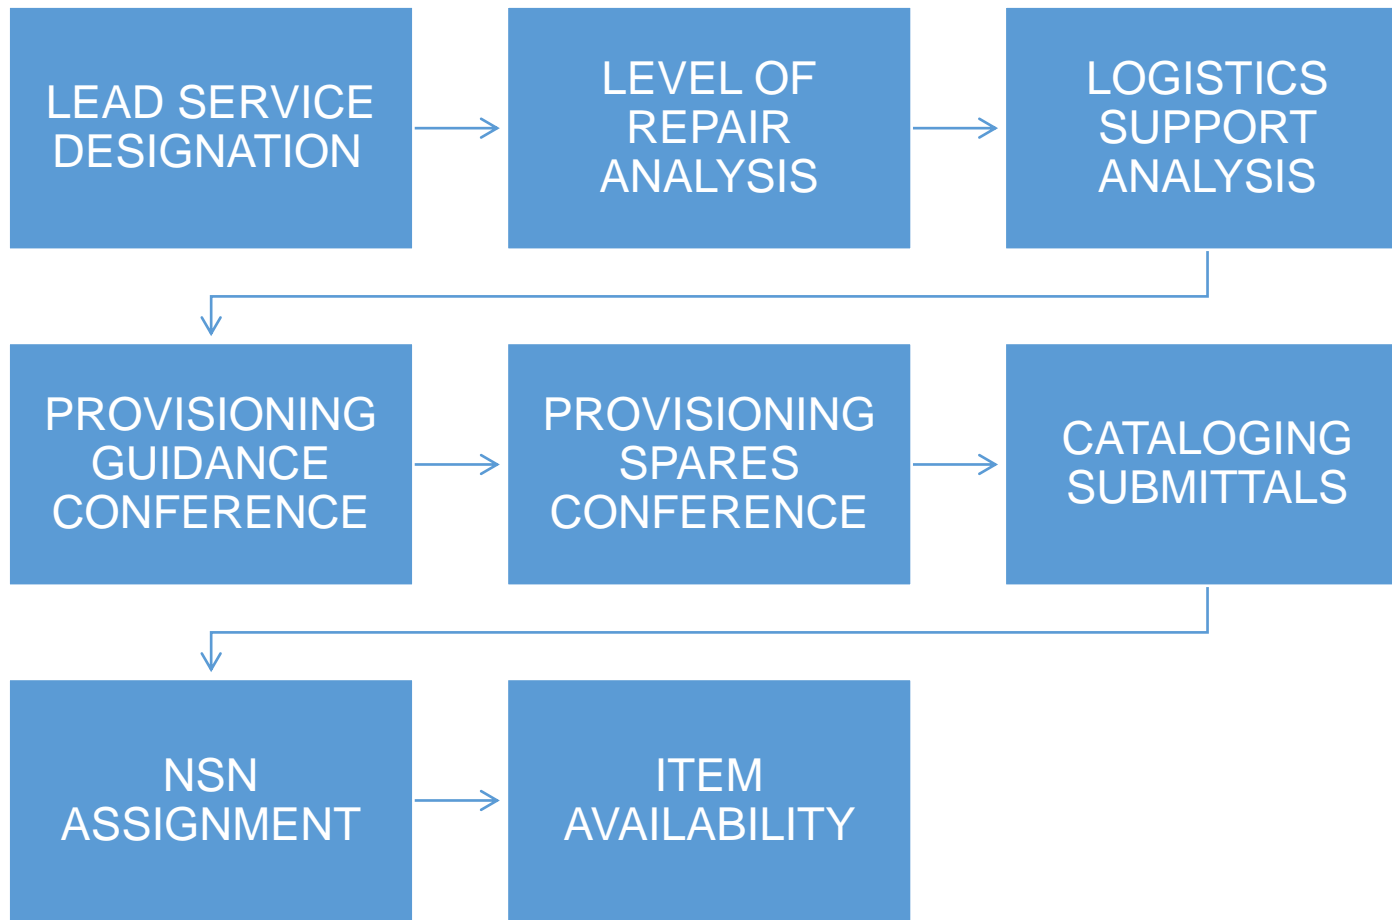 LEAD SERVICE
DESIGNATION
LEVEL OF
REPAIR
ANALYSIS
LOGISTICS
SUPPORT
ANALYSIS
PROVISIONING
GUIDANCE
CONFERENCE
PROVISIONING
SPARES
CONFERENCE
CATALOGING
SUBMITTALS
NSN
ASSIGNMENT
ITEM
AVAILABILITY